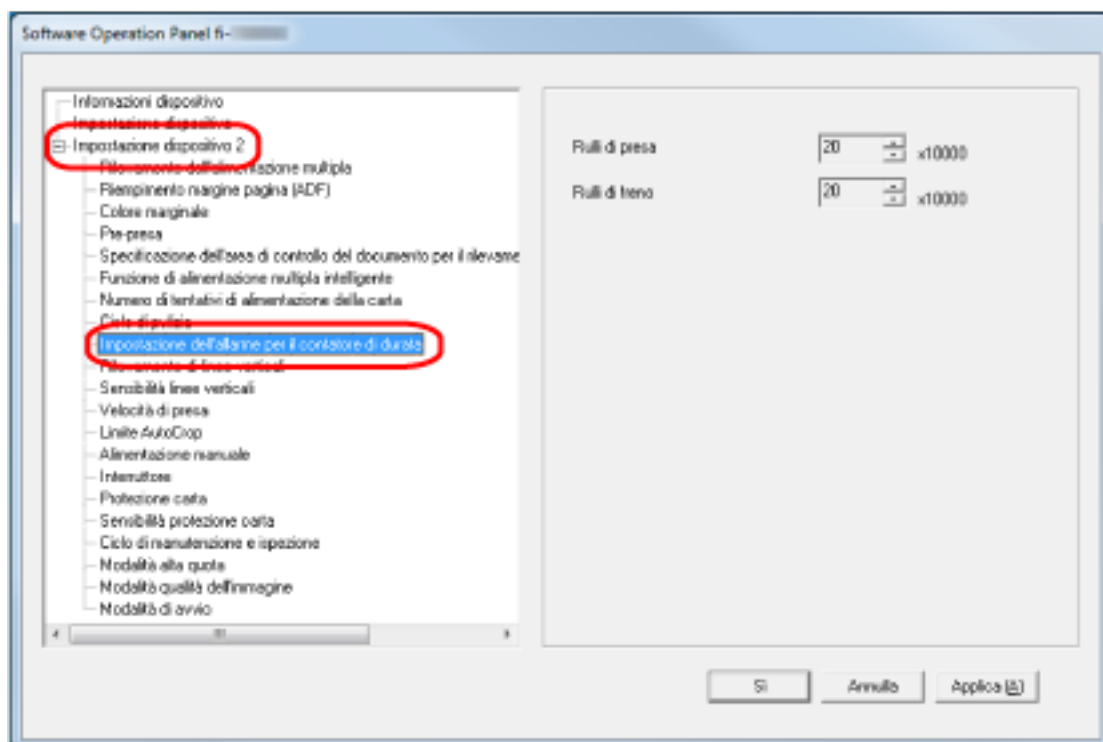 Software Operation Panel fi-
Informazioni dispositivo
Impostazione dispositivo
Impostazione dispositivo 2
Rilevamento dell'alimentazione multipla
Riempimento margine pagina (ADF)
Colore marginale
Pre-presa
Specificazione dell'area di controllo del documento per il rilevame
Funzione di alimentazione multipla intelligente
Numero di tentativi di alimentazione della carta
Ciclo di pulizia
Impostazione dell'allarme per il contatore di durata
Rilevamento di linee verticali
Sensibilità linee verticali
Velocità di presa
Limite AutoCrop
Alimentazione manuale
Interruttore
Protezione carta
Sensibilità protezione carta
Ciclo di manutenzione e ispezione
Modalità alta quota
Modalità qualità dell'immagine
Modalità di avvio
Rulli di presa 20 x10000
Rulli di freno 20 x10000
Sì Annulla Applica (A)